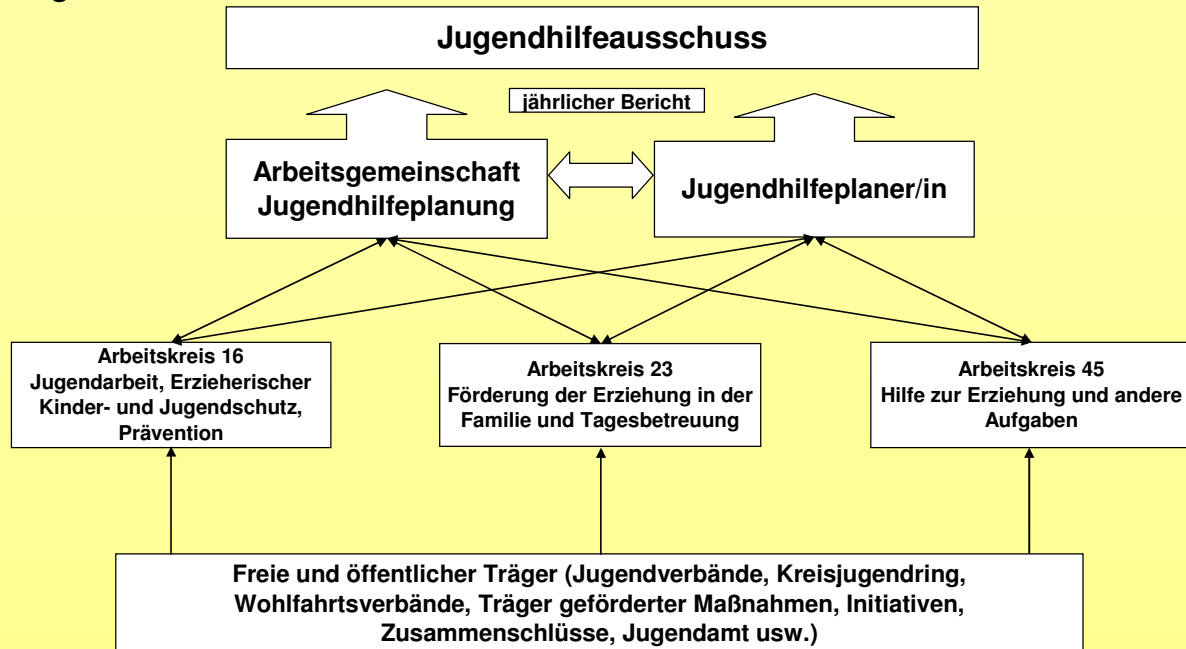 Jugendhilfeausschuss
jährlicher Bericht
Arbeitsgemeinschaft
Jugendhilfeplanung
Jugendhilfeplaner/in
Arbeitskreis 16
Jugendarbeit, Erzieherischer
Kinder- und Jugendschutz,
Prävention
Arbeitskreis 23
Förderung der Erziehung in der
Familie und Tagesbetreuung
Arbeitskreis 45
Hilfe zur Erziehung und andere
Aufgaben
Freie und öffentlicher Träger (Jugendverbände, Kreisjugendring,
Wohlfahrtsverbände, Träger geförderter Maßnahmen, Initiativen,
Zusammenschlüsse, Jugendamt usw.)